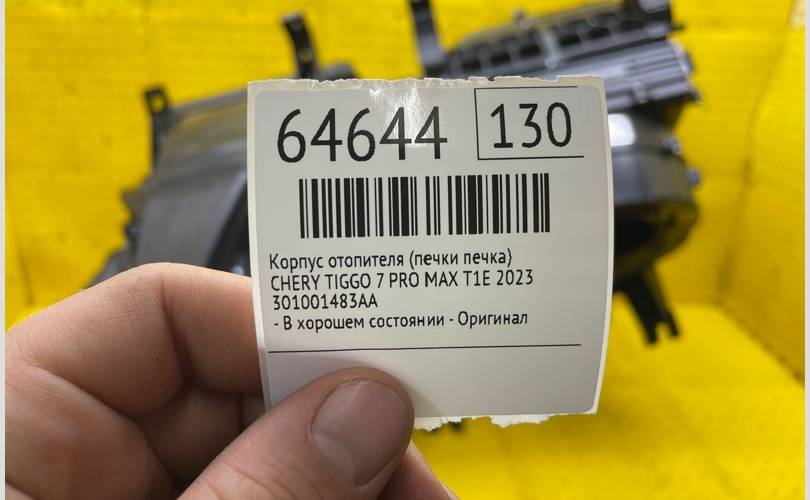 64644 130
Корпус отопителя (печки печка)
CHERY TIGGO 7 PRO MAX T1E 2023
301001483AA
- В хорошем состоянии - Оригинал